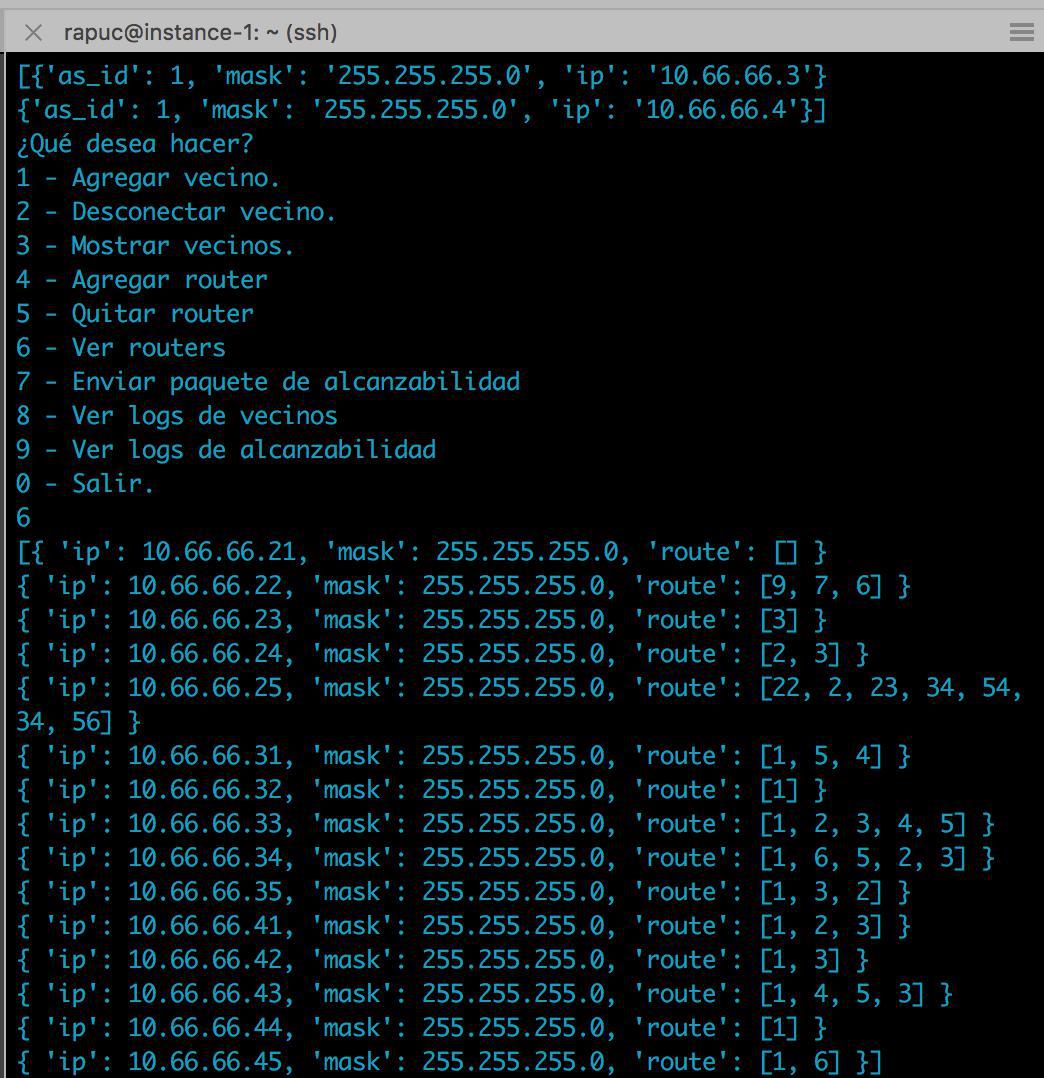 rapuc@instance-1: ~ (ssh)
[{'as_id': 1, 'mask': '255.255.255.0', 'ip': '10.66.66.3'}
{'as_id': 1, 'mask': '255.255.255.0', 'ip': '10.66.66.4'}]
¿Qué desea hacer?
1 - Agregar vecino.
2 - Desconectar vecino.
3 - Mostrar vecinos.
4 - Agregar router
5 - Quitar router
6 - Ver routers
7 - Enviar paquete de alcanzabilidad
8 - Ver logs de vecinos
9 - Ver logs de alcanzabilidad
0 - Salir.
6
[{ 'ip': 10.66.66.21, 'mask': 255.255.255.0, 'route': [] }
{ 'ip': 10.66.66.22, 'mask': 255.255.255.0, 'route': [9, 7, 6] }
{ 'ip': 10.66.66.23, 'mask': 255.255.255.0, 'route': [3] }
{ 'ip': 10.66.66.24, 'mask': 255.255.255.0, 'route': [2, 3] }
{ 'ip': 10.66.66.25, 'mask': 255.255.255.0, 'route': [22, 2, 23, 34, 54,
34, 56] }
{ 'ip': 10.66.66.31, 'mask': 255.255.255.0, 'route': [1, 5, 4] }
{ 'ip': 10.66.66.32, 'mask': 255.255.255.0, 'route': [1] }
{ 'ip': 10.66.66.33, 'mask': 255.255.255.0, 'route': [1, 2, 3, 4, 5] }
{ 'ip': 10.66.66.34, 'mask': 255.255.255.0, 'route': [1, 6, 5, 2, 3] }
{ 'ip': 10.66.66.35, 'mask': 255.255.255.0, 'route': [1, 3, 2] }
{ 'ip': 10.66.66.41, 'mask': 255.255.255.0, 'route': [1, 2, 3] }
{ 'ip': 10.66.66.42, 'mask': 255.255.255.0, 'route': [1, 3] }
{ 'ip': 10.66.66.43, 'mask': 255.255.255.0, 'route': [1, 4, 5, 3] }
{ 'ip': 10.66.66.44, 'mask': 255.255.255.0, 'route': [1] }
{ 'ip': 10.66.66.45, 'mask': 255.255.255.0, 'route': [1, 6] }]